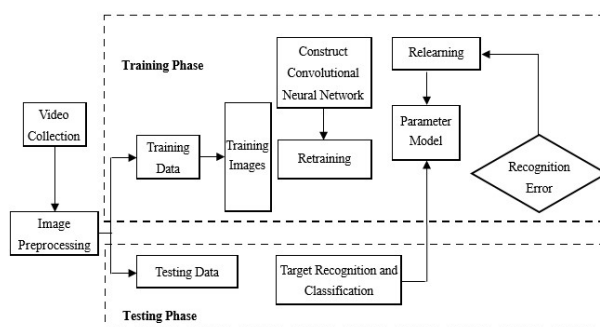 Training Phase
Video
Collection
Image
Preprocessing
Training
Data
Training
Images
Construct
Convolutional
Neural Network
Retraining
Relearning
Parameter
Model
Recognition
Error
Testing Data
Target Recognition and
Classification
Testing Phase